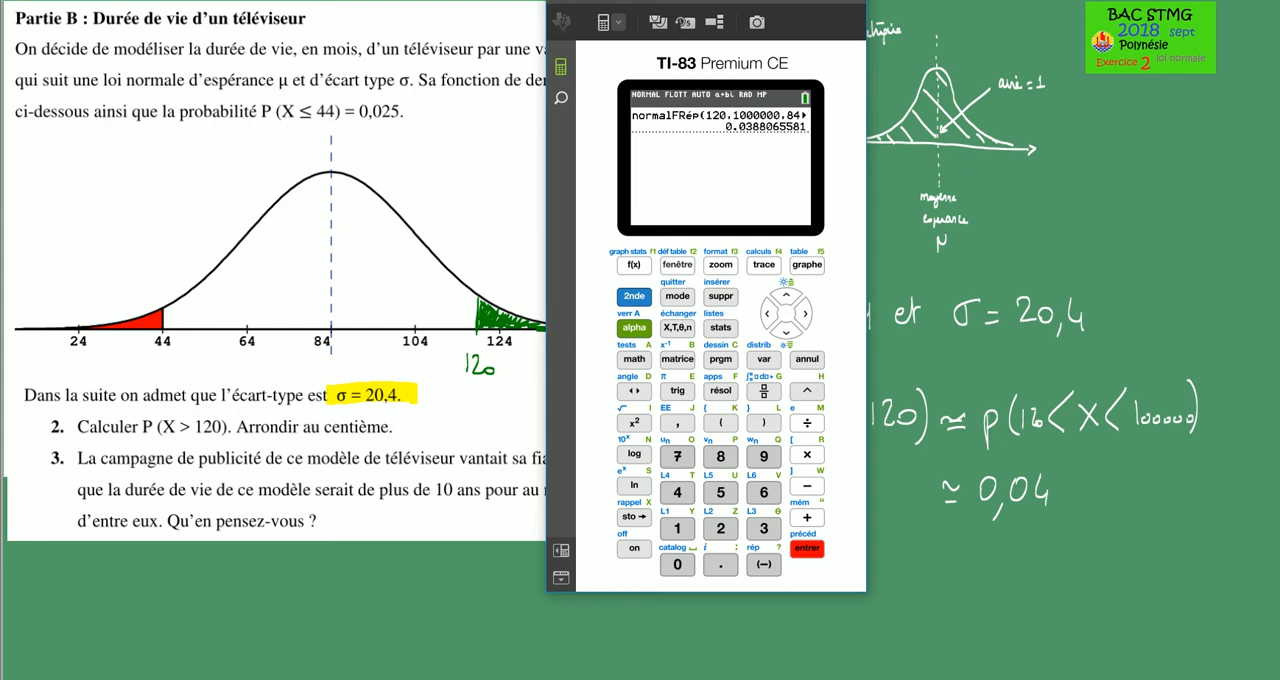 Partie B : Durée de vie d'un téléviseur
On décide de modéliser la durée de vie, en mois, d'un téléviseur par une
qui suit une loi normale d'espérance μ et d'écart type σ. Sa fonction de
ci-dessous ainsi que la probabilité P (X ≤ 44) = 0,025.
24 44 64 84 104 124
120
Dans la suite on admet que l'écart-type est σ = 20,4.
2. Calculer P (X > 120). Arrondir au centième.
3. La campagne de publicité de ce modèle de téléviseur vantait sa
que la durée de vie de ce modèle serait de plus de 10 ans pour au
d'entre eux. Qu'en pensez-vous ?
TI-83 Premium CE
NORMAL FLOTT AUTO a+bi RAD MP
normalFRép(120,1000000,84
0.0388065581
graph stats f1 déf table f2 format f3 calculs f4 table f5
f(x) fenêtre zoom trace graphe
quitter insérer
2nde mode suppr
verr A échanger listes
alpha X,T,θ,n stats
tests A x⁻¹ B dessin C distrib
math matrice prgm var annul
angle D π E apps F G H
trig résol ^
√ I EE J { K } L e M
x² , ( ) ÷
10ˣ N uₙ O vₙ P wₙ Q [ R
log 7 8 9 ×
eˣ S L4 T L5 U L6 V ] W
ln 4 5 6 −
rappel X L1 Y L2 Z L3 θ mém "
sto→ 1 2 3 +
off catalog i : rép ? précéd
on 0 . (−) entrer
BAC STMG
2018 sept
Polynésie
Exercice 2 loi normale
aire = 1
moyenne
espérance
et σ = 20,4
120) ≃ p(120 < X < 100000)
≃ 0,04